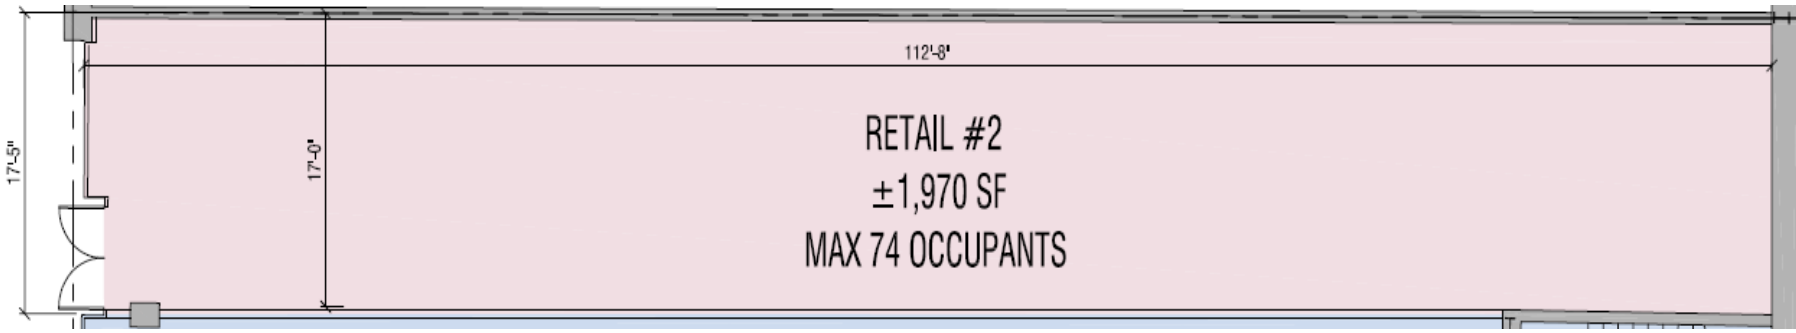 112'-8"
17'-5"
17'-0"
RETAIL #2
±1,970 SF
MAX 74 OCCUPANTS